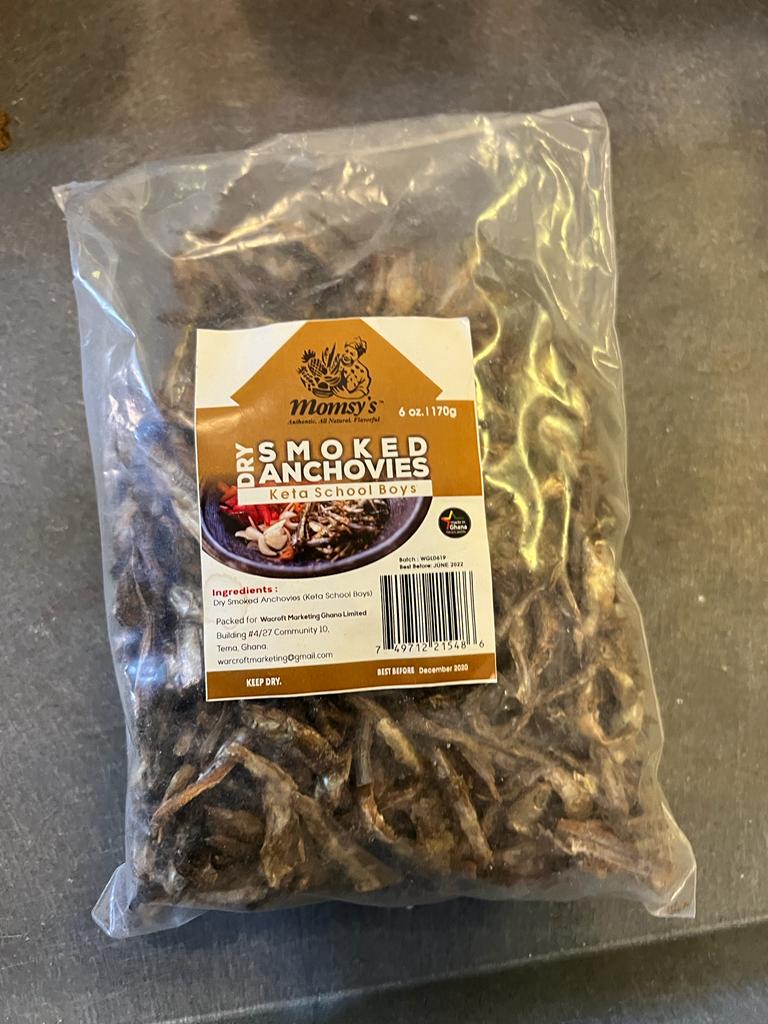 Momsy's™
Authentic. All Natural. Flavorful
6 oz. | 170g
DRY SMOKED
ANCHOVIES
Keta School Boys
made in
Ghana
Batch : WGL0619
Best Before: JUNE 2022
Ingredients :
Dry Smoked Anchovies (Keta School Boys)
Packed for Wacroft Marketing Ghana Limited
Building #4/27 Community 10,
Tema, Ghana.
warcroftmarketing@gmail.com
7 49712 21548 6
KEEP DRY.
BEST BEFORE December 2020